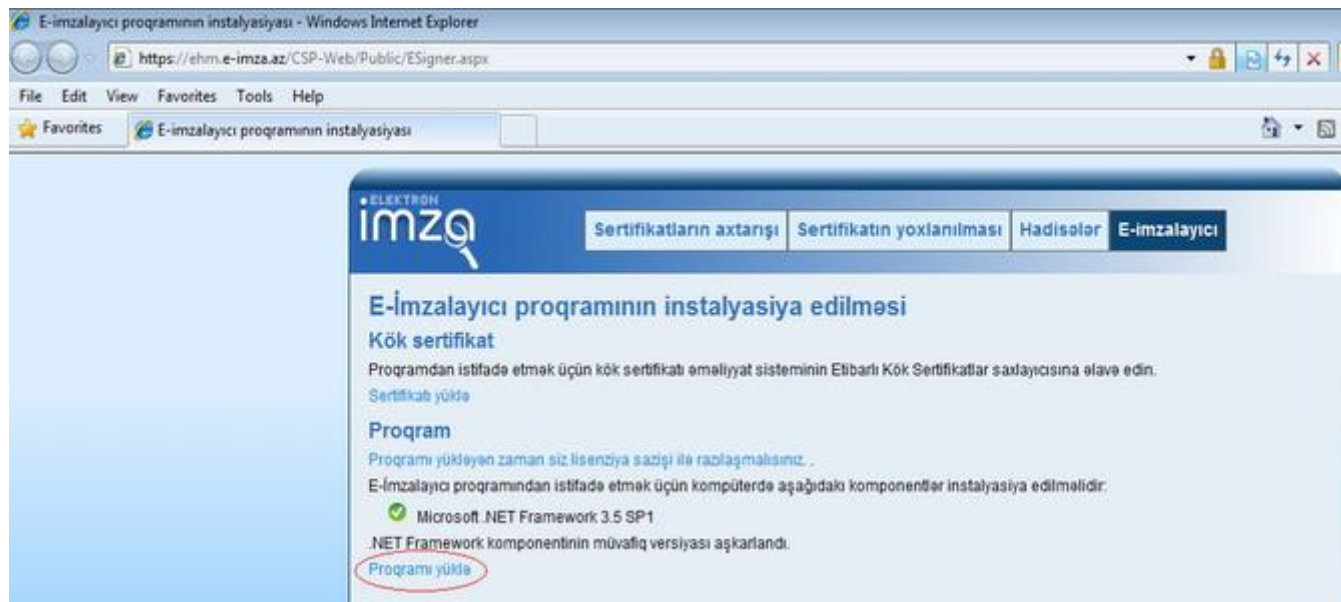 E-imzalayıcı proqramının instalyasiyası - Windows Internet Explorer
https://ehm.e-imza.az/CSP-Web/Public/ESigner.aspx
File Edit View Favorites Tools Help
Favorites E-imzalayıcı proqramının instalyasiyası
ELEKTRON
imza
Sertifikatların axtarışı Sertifikatın yoxlanılması Hadisələr E-imzalayıcı
E-İmzalayıcı proqramının instalyasiya edilməsi
Kök sertifikat
Proqramdan istifadə etmək üçün kök sertifikatı əməliyyat sisteminin Etibarlı Kök Sertifikatlar saxlayıcısına əlavə edin.
Sertifikatı yüklə
Proqram
Proqramı yükləyən zaman siz lisenziya sazişi ilə razılaşmalısınız. .
E-İmzalayıcı proqramından istifadə etmək üçün kompüterdə aşağıdakı komponentlər instalyasiya edilməlidir:
Microsoft .NET Framework 3.5 SP1
.NET Framework komponentinin müvafiq versiyası aşkarlandı.
Proqramı yüklə